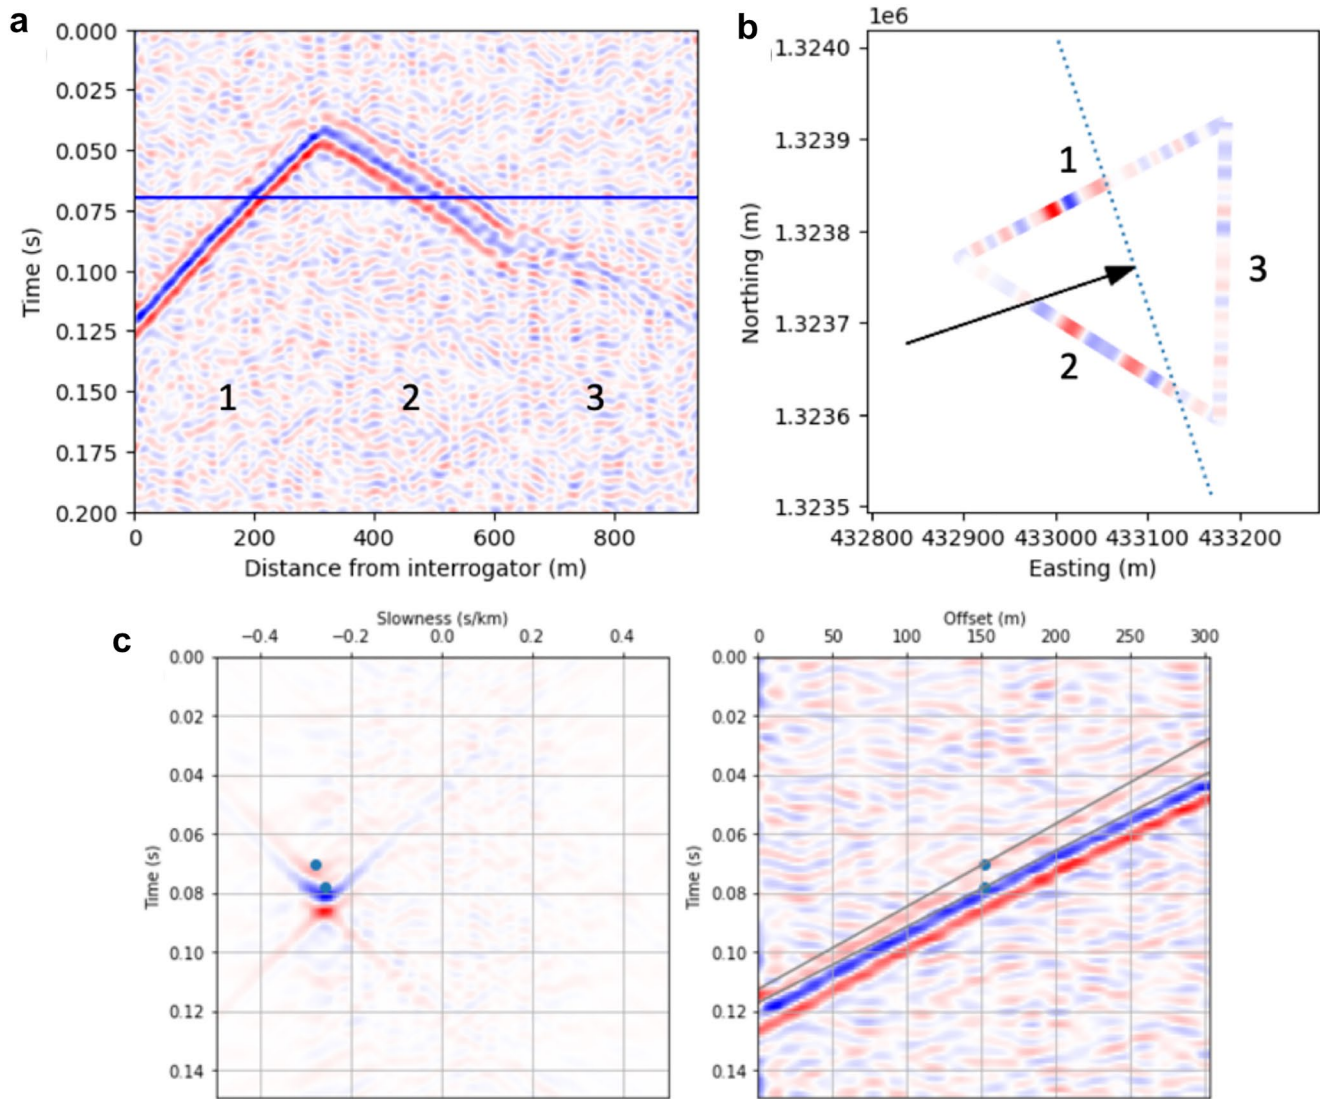 a
0.000
0.025
0.050
0.075
0.100
0.125
0.150
0.175
0.200
Time (s)
1 2 3
0 200 400 600 800
Distance from interrogator (m)
b
1e6
1.3240
1.3239
1.3238
1.3237
1.3236
1.3235
Northing (m)
1
2
3
432800 432900 433000 433100 433200
Easting (m)
c
Slowness (s/km)
−0.4 −0.2 0.0 0.2 0.4
0.00
0.02
0.04
0.06
0.08
0.10
0.12
0.14
Time (s)
Offset (m)
0 50 100 150 200 250 300
0.00
0.02
0.04
0.06
0.08
0.10
0.12
0.14
Time (s)